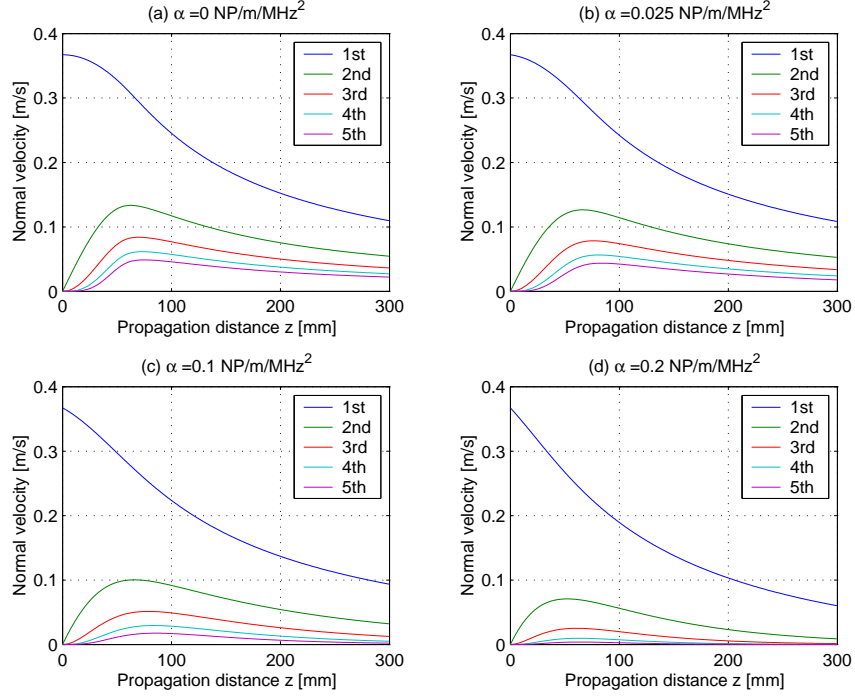 (a) α =0 NP/m/MHz²
Normal velocity [m/s]
0.4
0.3
0.2
0.1
0
0
100
200
300
Propagation distance z [mm]
1st
2nd
3rd
4th
5th
(b) α =0.025 NP/m/MHz²
Normal velocity [m/s]
0.4
0.3
0.2
0.1
0
0
100
200
300
Propagation distance z [mm]
1st
2nd
3rd
4th
5th
(c) α =0.1 NP/m/MHz²
Normal velocity [m/s]
0.4
0.3
0.2
0.1
0
0
100
200
300
Propagation distance z [mm]
1st
2nd
3rd
4th
5th
(d) α =0.2 NP/m/MHz²
Normal velocity [m/s]
0.4
0.3
0.2
0.1
0
0
100
200
300
Propagation distance z [mm]
1st
2nd
3rd
4th
5th